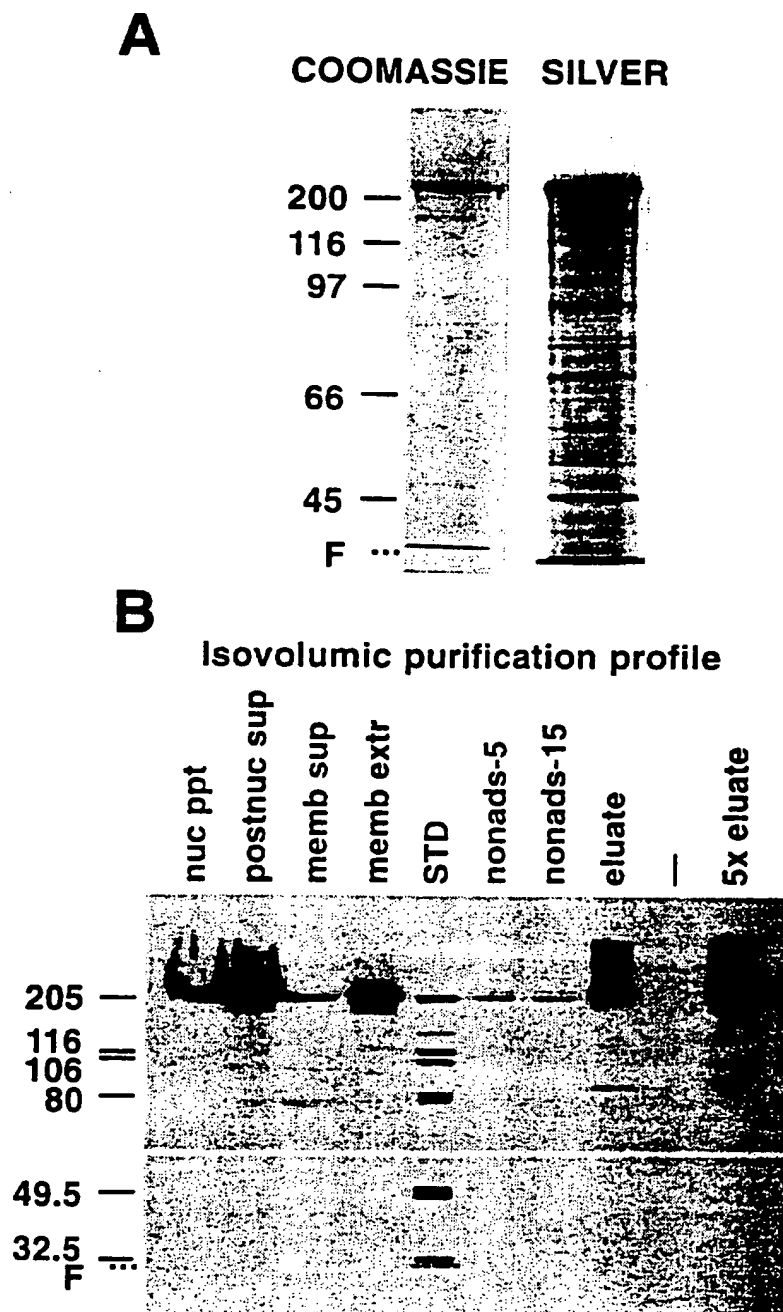 A
COOMASSIE SILVER
200
116
97
66
45
F
B
Isovolumic purification profile
nuc ppt
postnuc sup
memb sup
memb extr
STD
nonads-5
nonads-15
eluate
—
5x eluate
205
116
106
80
49.5
32.5
F